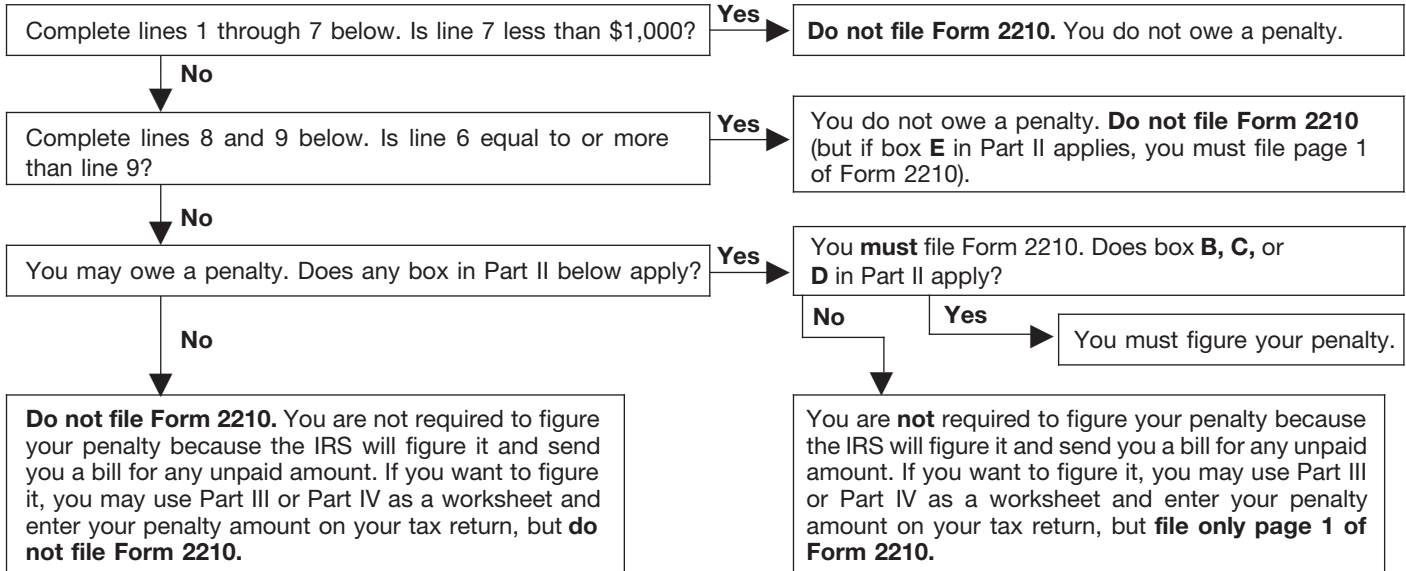 Complete lines 1 through 7 below. Is line 7 less than $1,000?
Yes
Do not file Form 2210. You do not owe a penalty.
No
Complete lines 8 and 9 below. Is line 6 equal to or more
than line 9?
Yes
You do not owe a penalty. Do not file Form 2210
(but if box E in Part II applies, you must file page 1
of Form 2210).
No
You may owe a penalty. Does any box in Part II below apply?
Yes
You must file Form 2210. Does box B, C, or
D in Part II apply?
No
Yes
You must figure your penalty.
No
Do not file Form 2210. You are not required to figure
your penalty because the IRS will figure it and send
you a bill for any unpaid amount. If you want to figure
it, you may use Part III or Part IV as a worksheet and
enter your penalty amount on your tax return, but do
not file Form 2210.
You are not required to figure your penalty because
the IRS will figure it and send you a bill for any unpaid
amount. If you want to figure it, you may use Part III
or Part IV as a worksheet and enter your penalty
amount on your tax return, but file only page 1 of
Form 2210.